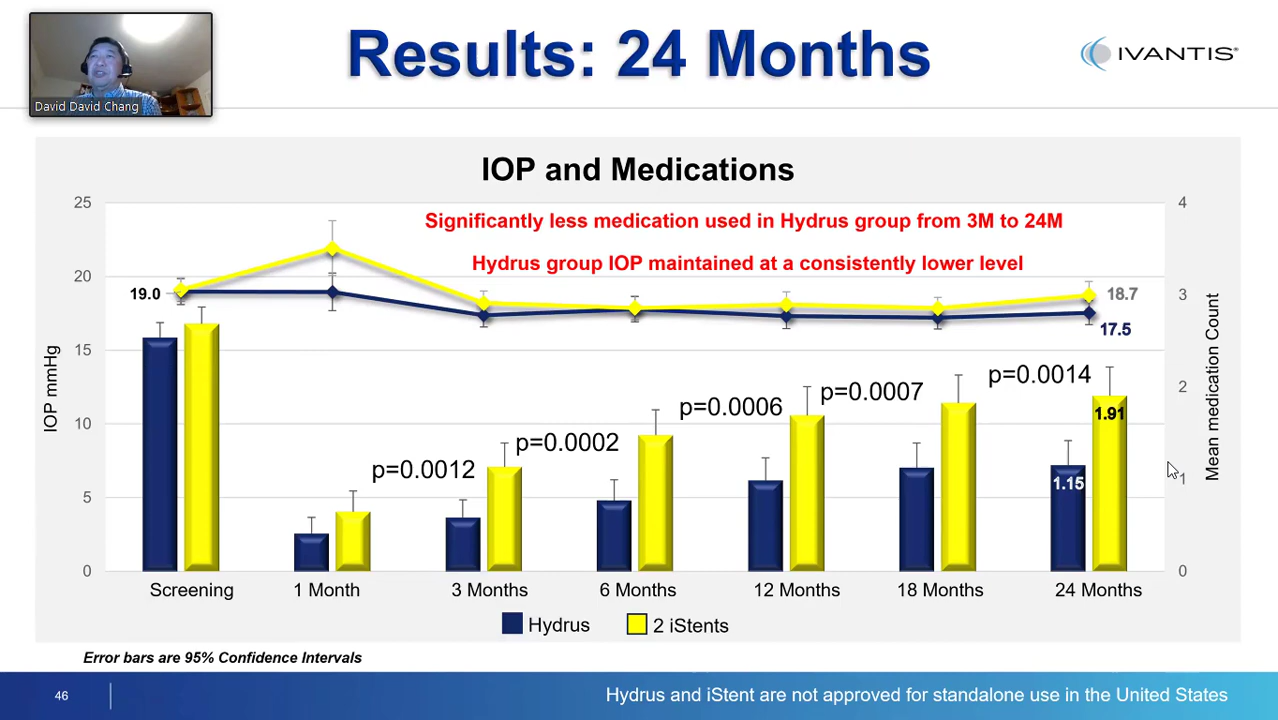 Results: 24 Months
IVANTIS®
David David Chang
IOP and Medications
Significantly less medication used in Hydrus group from 3M to 24M
Hydrus group IOP maintained at a consistently lower level
25
20
15
10
5
0
IOP mmHg
4
3
2
1
0
Mean medication Count
19.0
18.7
17.5
p=0.0012
p=0.0002
p=0.0006
p=0.0007
p=0.0014
1.15
1.91
Screening
1 Month
3 Months
6 Months
12 Months
18 Months
24 Months
Hydrus
2 iStents
Error bars are 95% Confidence Intervals
46
Hydrus and iStent are not approved for standalone use in the United States